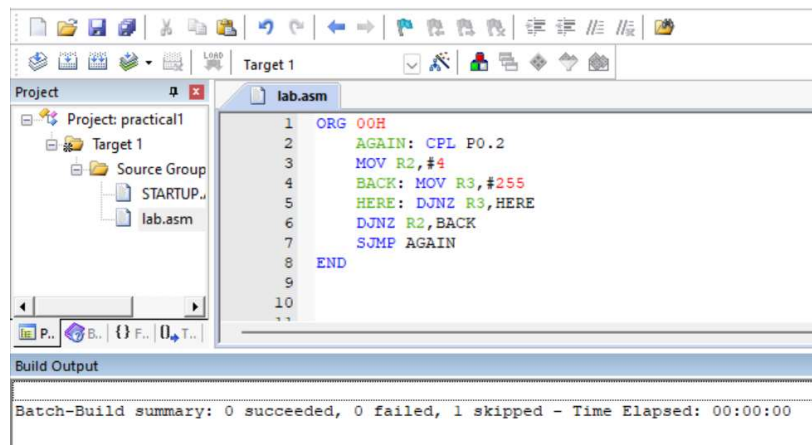 LOAD
Target 1
Project
lab.asm
Project: practical1
Target 1
Source Group
STARTUP.
lab.asm
1 ORG 00H
2 AGAIN: CPL P0.2
3 MOV R2,#4
4 BACK: MOV R3,#255
5 HERE: DJNZ R3,HERE
6 DJNZ R2,BACK
7 SJMP AGAIN
8 END
9
10
P.. B.. {} F.. T..
Build Output
Batch-Build summary: 0 succeeded, 0 failed, 1 skipped - Time Elapsed: 00:00:00